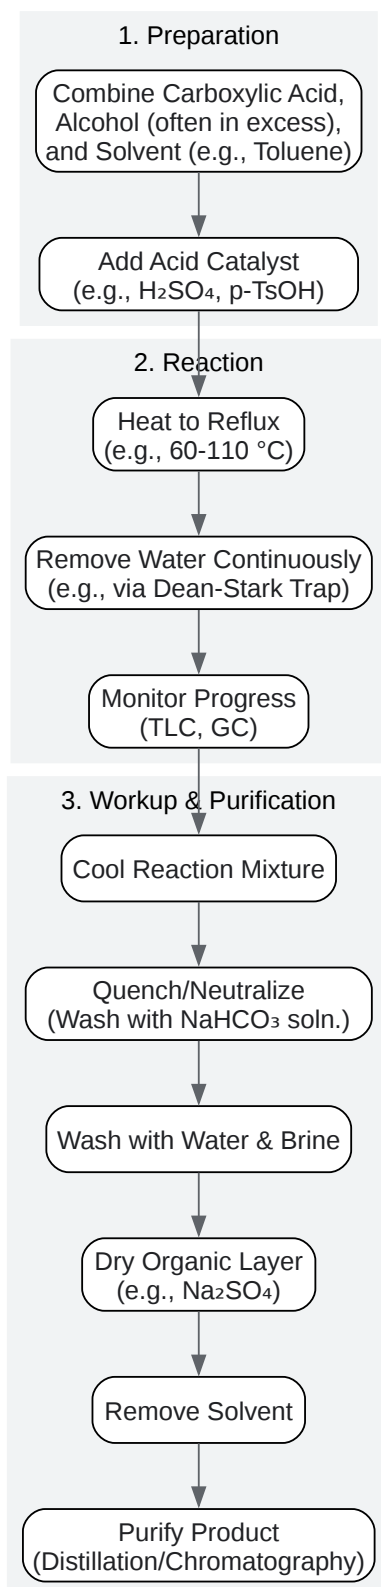 1. Preparation
Combine Carboxylic Acid,
Alcohol (often in excess),
and Solvent (e.g., Toluene)
Add Acid Catalyst
(e.g., H₂SO₄, p-TsOH)
2. Reaction
Heat to Reflux
(e.g., 60-110 °C)
Remove Water Continuously
(e.g., via Dean-Stark Trap)
Monitor Progress
(TLC, GC)
3. Workup & Purification
Cool Reaction Mixture
Quench/Neutralize
(Wash with NaHCO₃ soln.)
Wash with Water & Brine
Dry Organic Layer
(e.g., Na₂SO₄)
Remove Solvent
Purify Product
(Distillation/Chromatography)